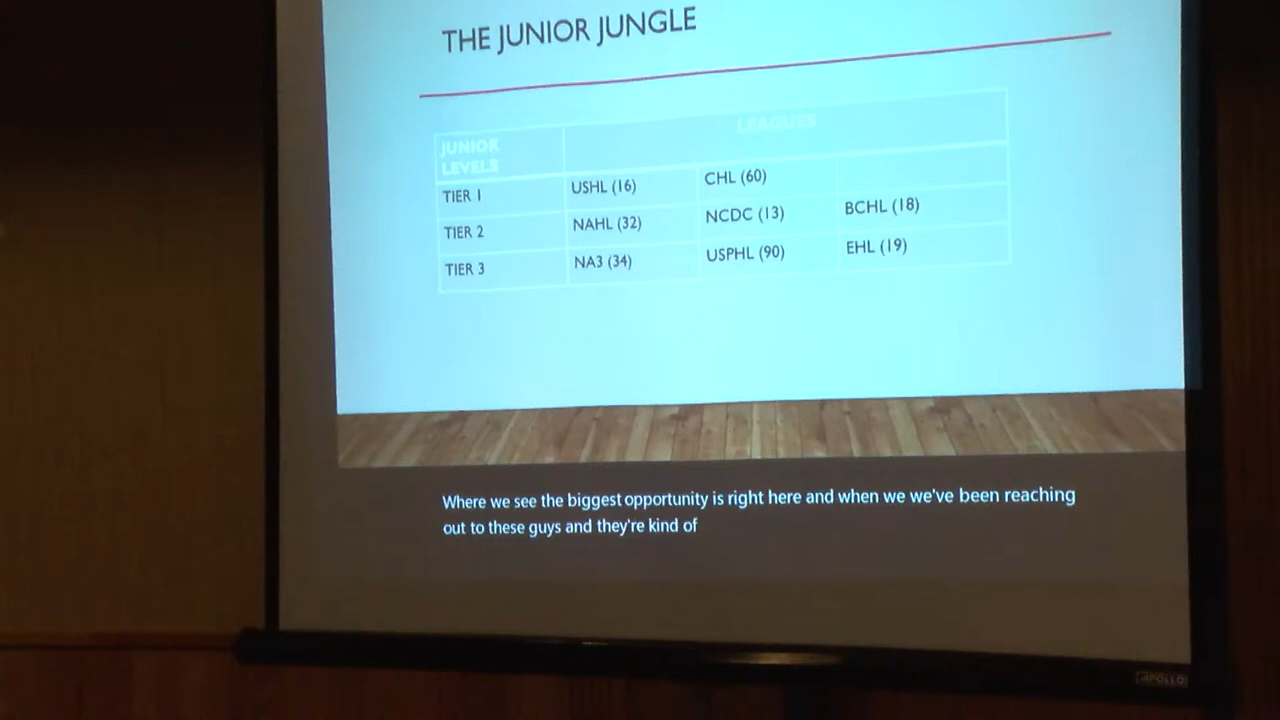 THE JUNIOR JUNGLE
LEAGUES
JUNIOR
LEVELS
TIER 1 USHL (16) CHL (60)
TIER 2 NAHL (32) NCDC (13) BCHL (18)
TIER 3 NA3 (34) USPHL (90) EHL (19)
Where we see the biggest opportunity is right here and when we we've been reaching
out to these guys and they're kind of
APOLLO